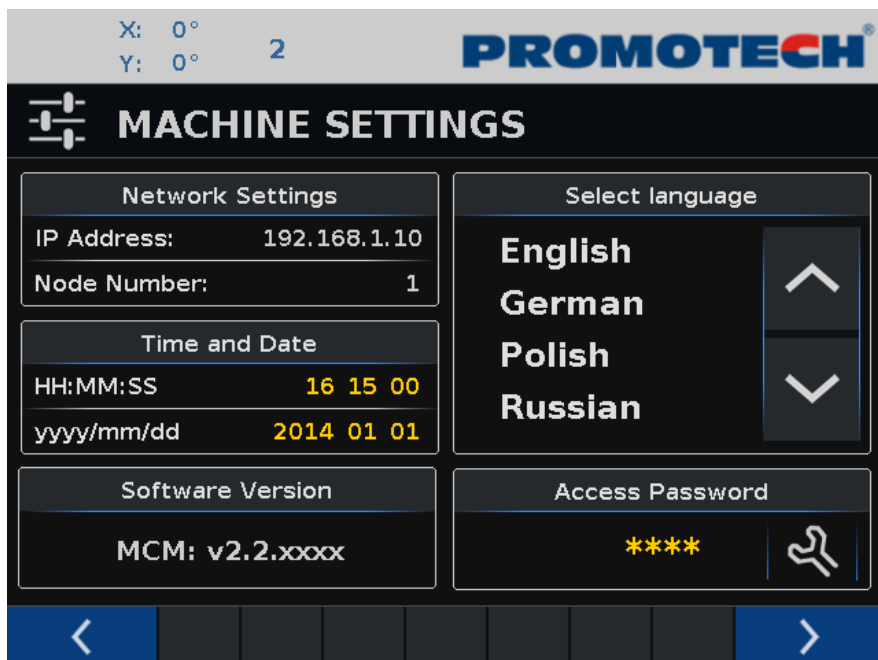 X: 0°
Y: 0°
2
PROMOTECH®
MACHINE SETTINGS
Network Settings
IP Address: 192.168.1.10
Node Number: 1
Time and Date
HH:MM:SS 16 15 00
yyyy/mm/dd 2014 01 01
Software Version
MCM: v2.2.xxxx
Select language
English
German
Polish
Russian
Access Password
****